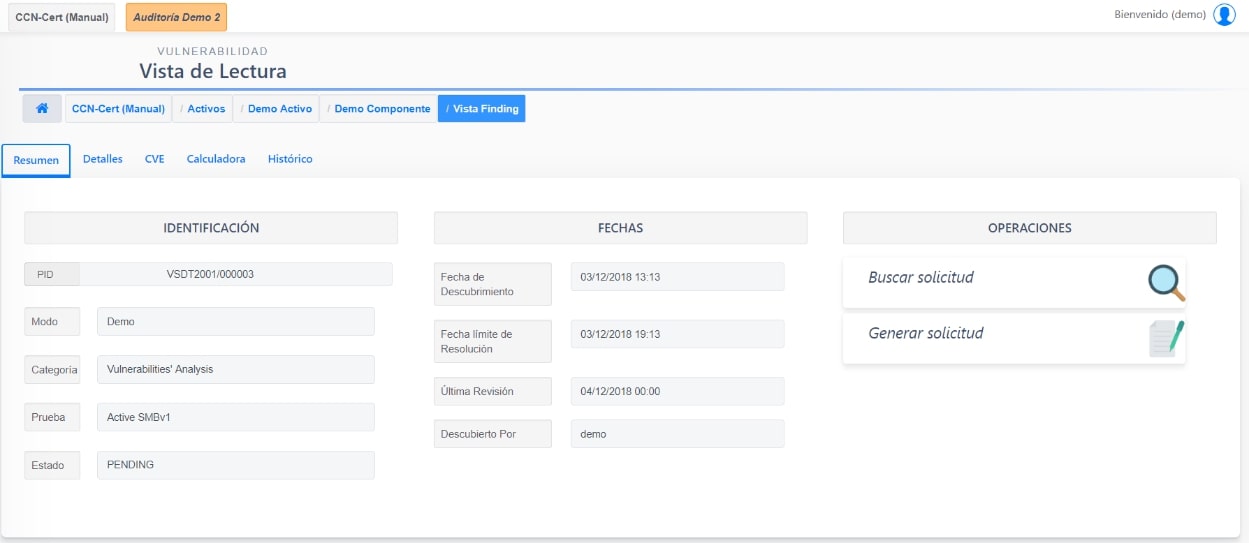 CCN-Cert (Manual)
Auditoría Demo 2
Bienvenido (demo)
VULNERABILIDAD
Vista de Lectura
CCN-Cert (Manual) / Activos / Demo Activo / Demo Componente / Vista Finding
Resumen
Detalles
CVE
Calculadora
Histórico
IDENTIFICACIÓN
PID
VSDT2001/000003
Modo
Demo
Categoría
Vulnerabilities' Analysis
Prueba
Active SMBv1
Estado
PENDING
FECHAS
Fecha de
Descubrimiento
03/12/2018 13:13
Fecha límite de
Resolución
03/12/2018 19:13
Última Revisión
04/12/2018 00:00
Descubierto Por
demo
OPERACIONES
Buscar solicitud
Generar solicitud